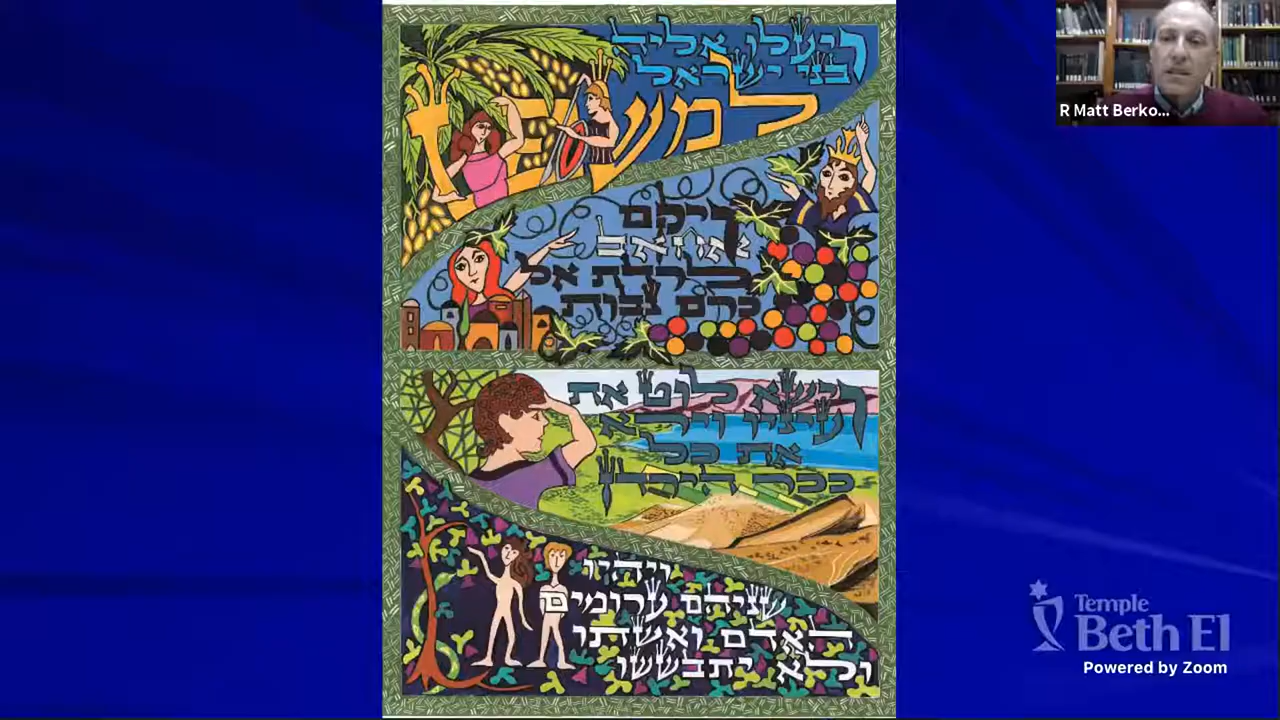 ויעלו אליה
בני ישראל
למשפט
ויקם
אחאב
לרדת אל
כרם נבות
וישא לוט את
עיניו וירא
את כל
ככר הירדן
ויהיו
שניהם ערומים
האדם ואשתו
ולא יתבששו
R Matt Berko...
Temple
Beth El
Powered by Zoom